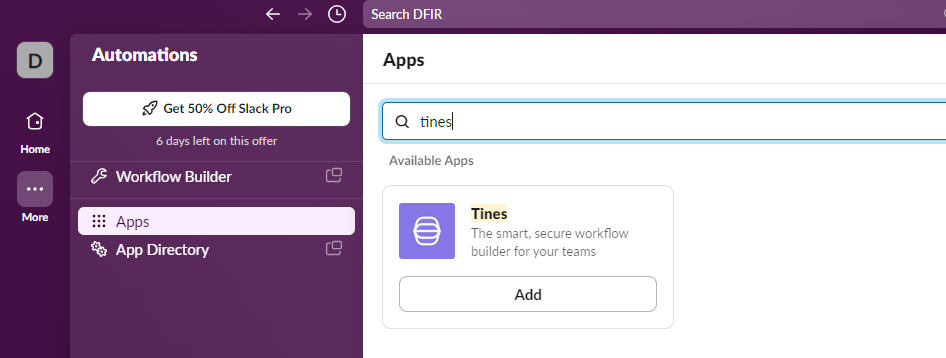 Search DFIR
D
Home
More
Automations
Get 50% Off Slack Pro
6 days left on this offer
Workflow Builder
Apps
App Directory
Apps
tines
Available Apps
Tines
The smart, secure workflow
builder for your teams
Add